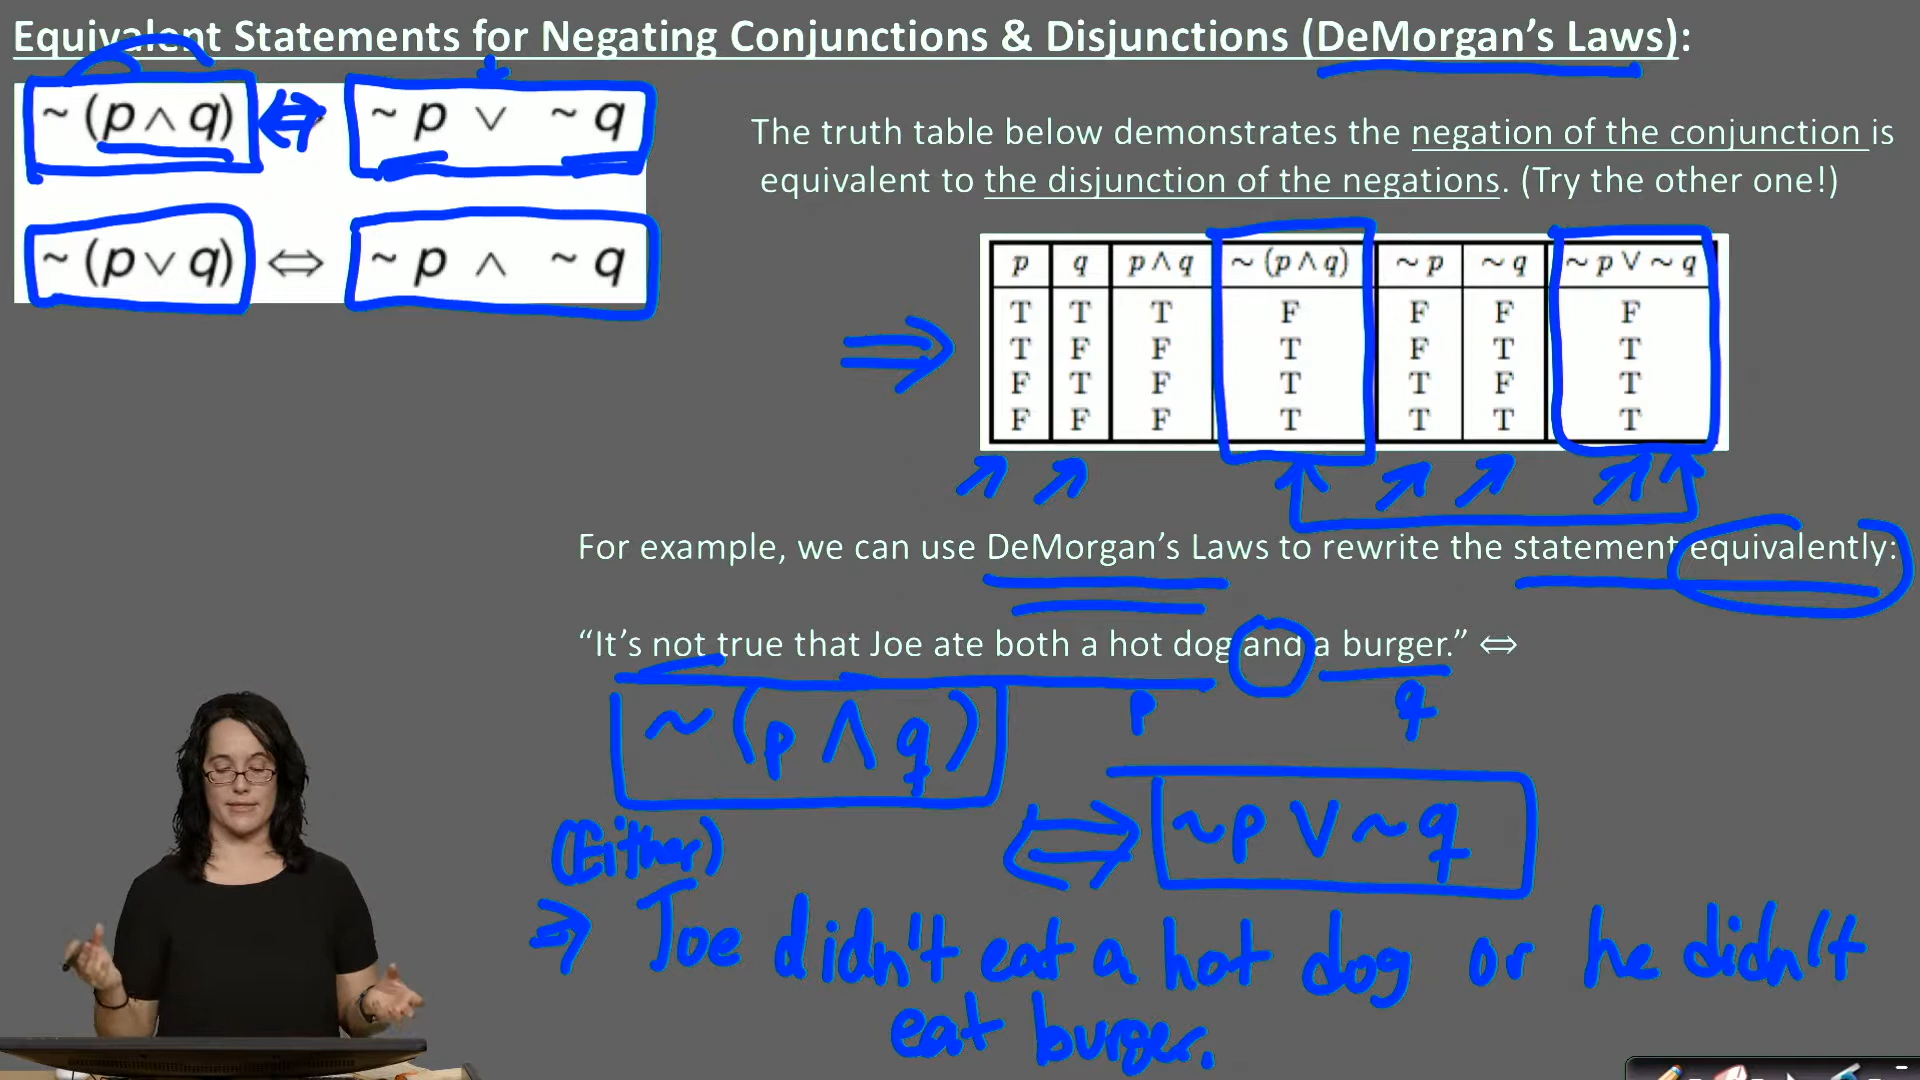 Equivalent Statements for Negating Conjunctions & Disjunctions (DeMorgan's Laws):
~ (p ∧ q) ⇔ ~ p ∨ ~ q
~ (p ∨ q) ⇔ ~ p ∧ ~ q
The truth table below demonstrates the negation of the conjunction is
equivalent to the disjunction of the negations. (Try the other one!)
p q p ∧ q ~ (p ∧ q) ~ p ~ q ~ p ∨ ~ q
T T T F F F F
T F F T F T T
F T F T T F T
F F F T T T T
For example, we can use DeMorgan's Laws to rewrite the statement equivalently:
“It's not true that Joe ate both a hot dog and a burger.” ⇔
p q
~ (p ∧ q)
⇔ ~p ∨ ~q
(Either)
⇒ Joe didn't eat a hot dog or he didn't
eat burger.